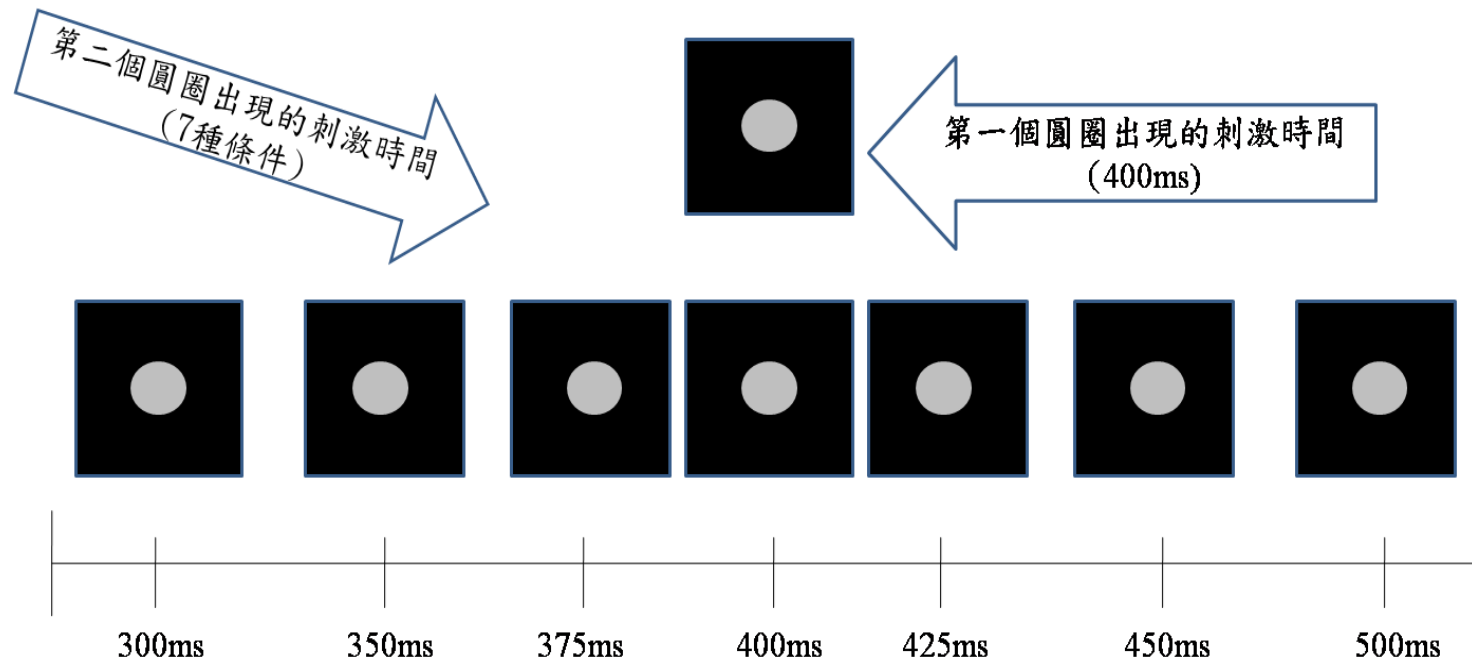 第二個圓圈出現的刺激時間
(7種條件)
第一個圓圈出現的刺激時間
(400ms)
300ms
350ms
375ms
400ms
425ms
450ms
500ms